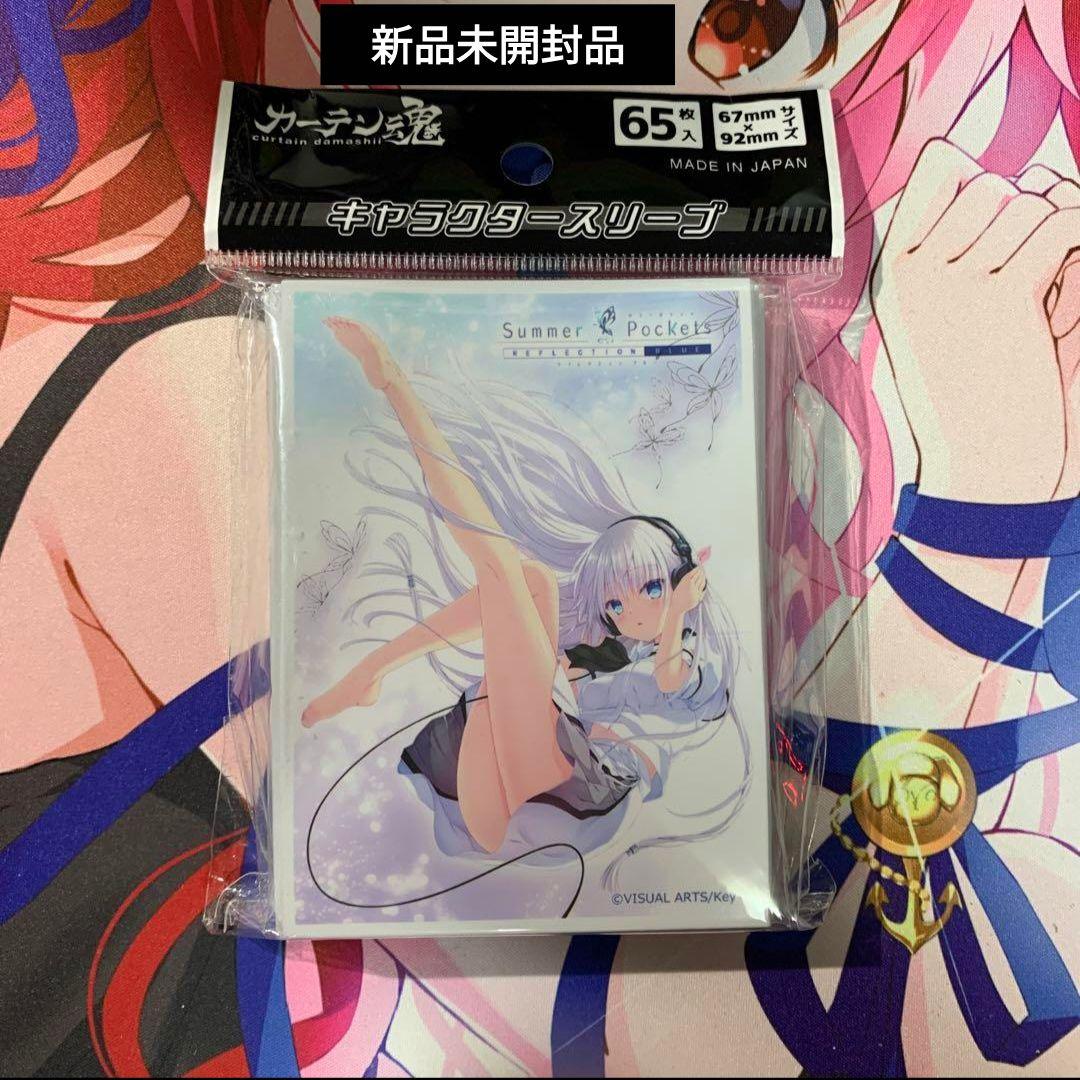 新品未開封品
カーテン魂
curtain damashii
65枚入
67mm×92mmサイズ
MADE IN JAPAN
キャラクタースリーブ
Summer Pockets
REFLECTION BLUE
©VISUAL ARTS/Key